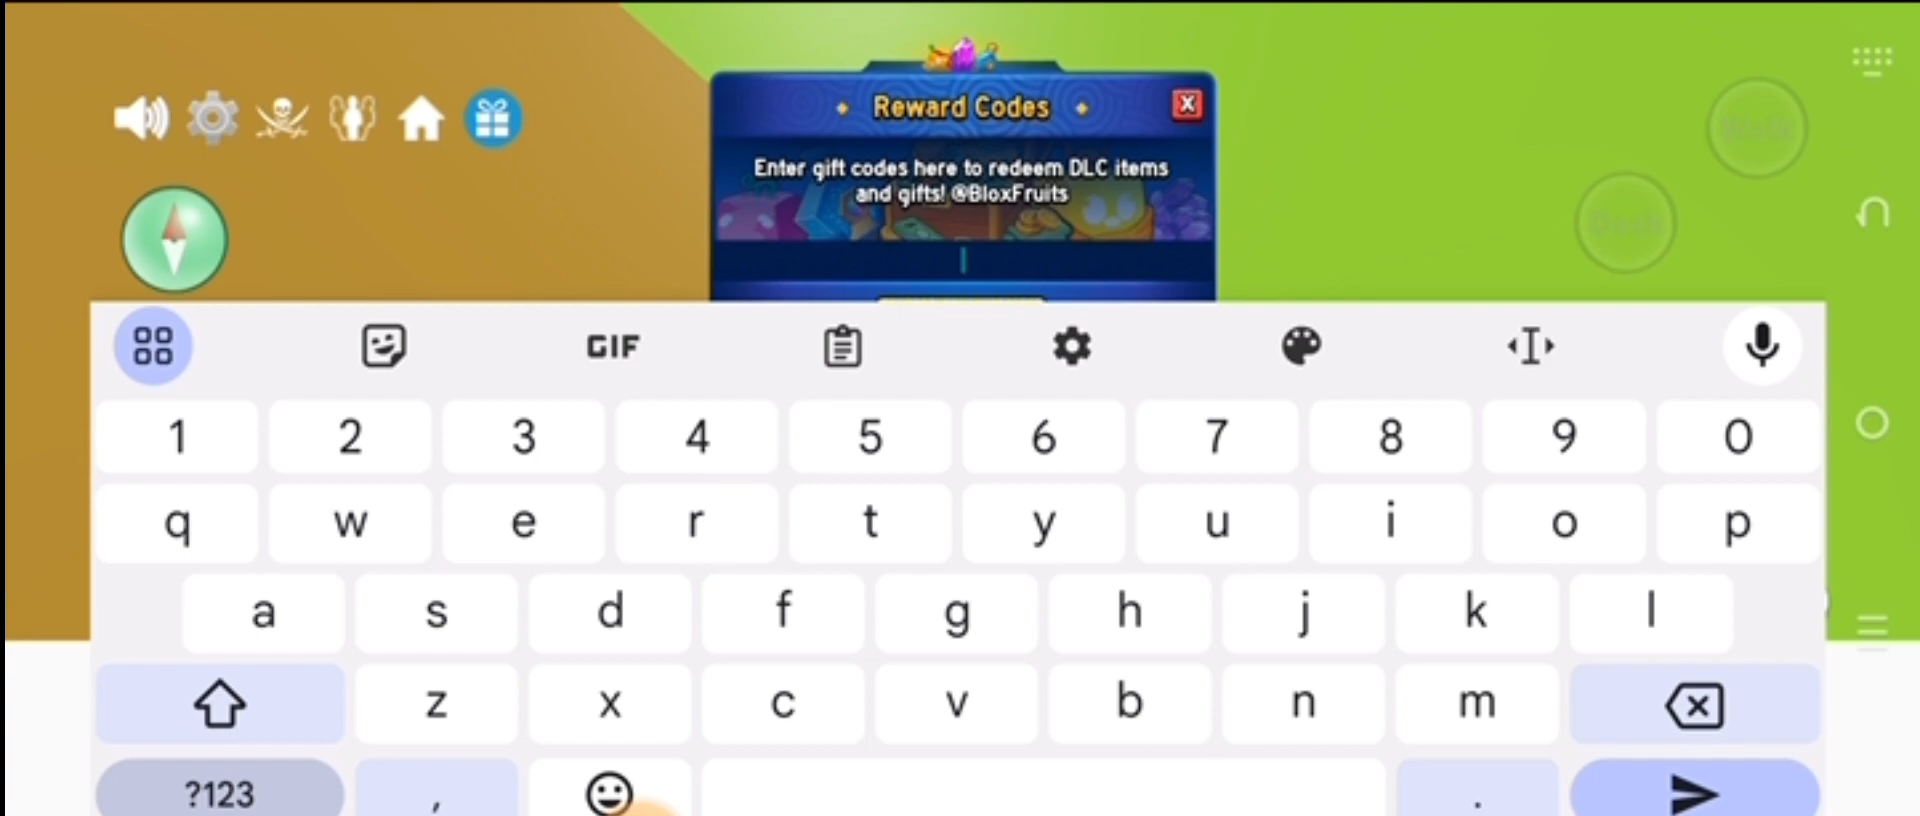 Reward Codes
X
Enter gift codes here to redeem DLC items
and gifts! @BloxFruits
Dash
GIF
1 2 3 4 5 6 7 8 9 0
q w e r t y u i o p
a s d f g h j k l
z x c v b n m
?123 , .